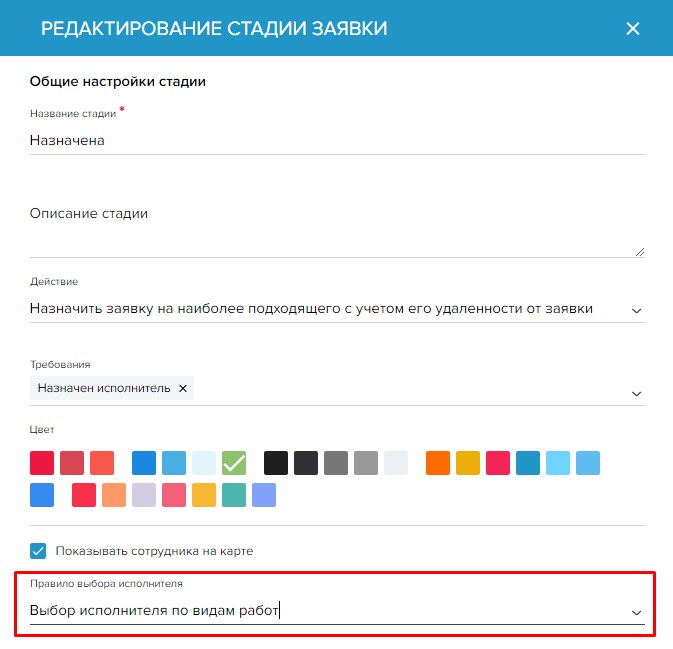 РЕДАКТИРОВАНИЕ СТАДИИ ЗАЯВКИ
Общие настройки стадии
Название стадии *
Назначена
Описание стадии
Действие
Назначить заявку на наиболее подходящего с учетом его удаленности от заявки
Требования
Назначен исполнитель
Цвет
Показывать сотрудника на карте
Правило выбора исполнителя
Выбор исполнителя по видам работ